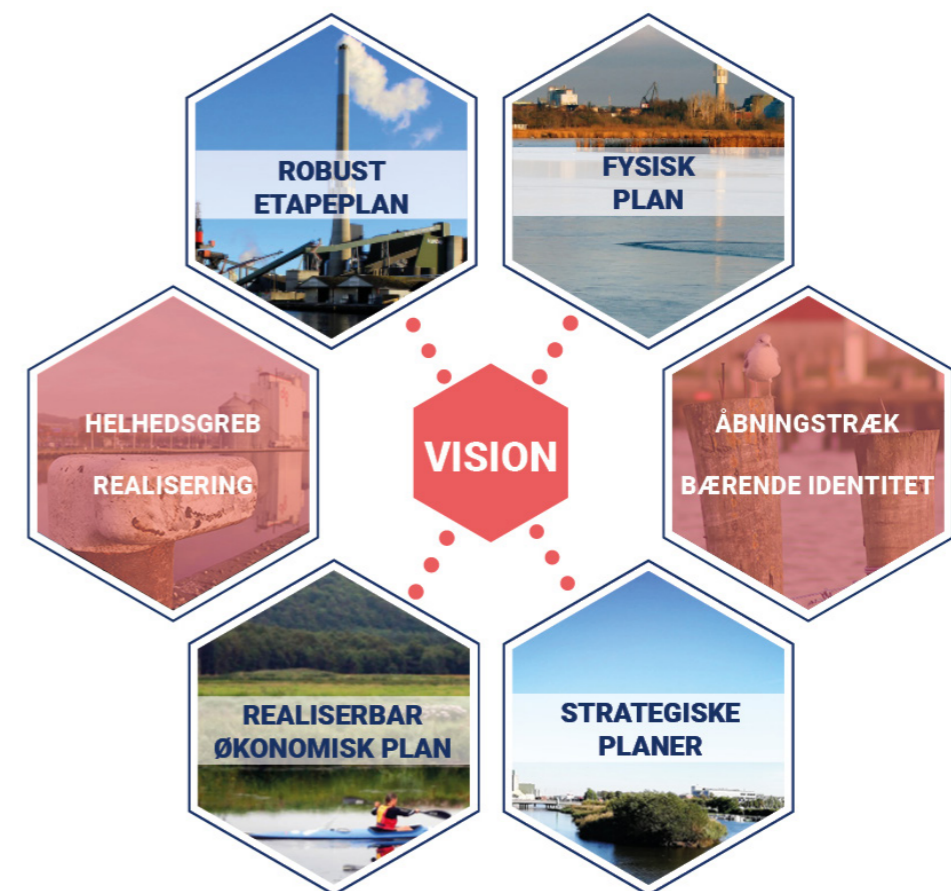 ROBUST
ETAPEPLAN
FYSISK
PLAN
HELHEDSGREB
REALISERING
VISION
ÅBNINGSTRÆK
BÆRENDE IDENTITET
REALISERBAR
ØKONOMISK PLAN
STRATEGISKE
PLANER